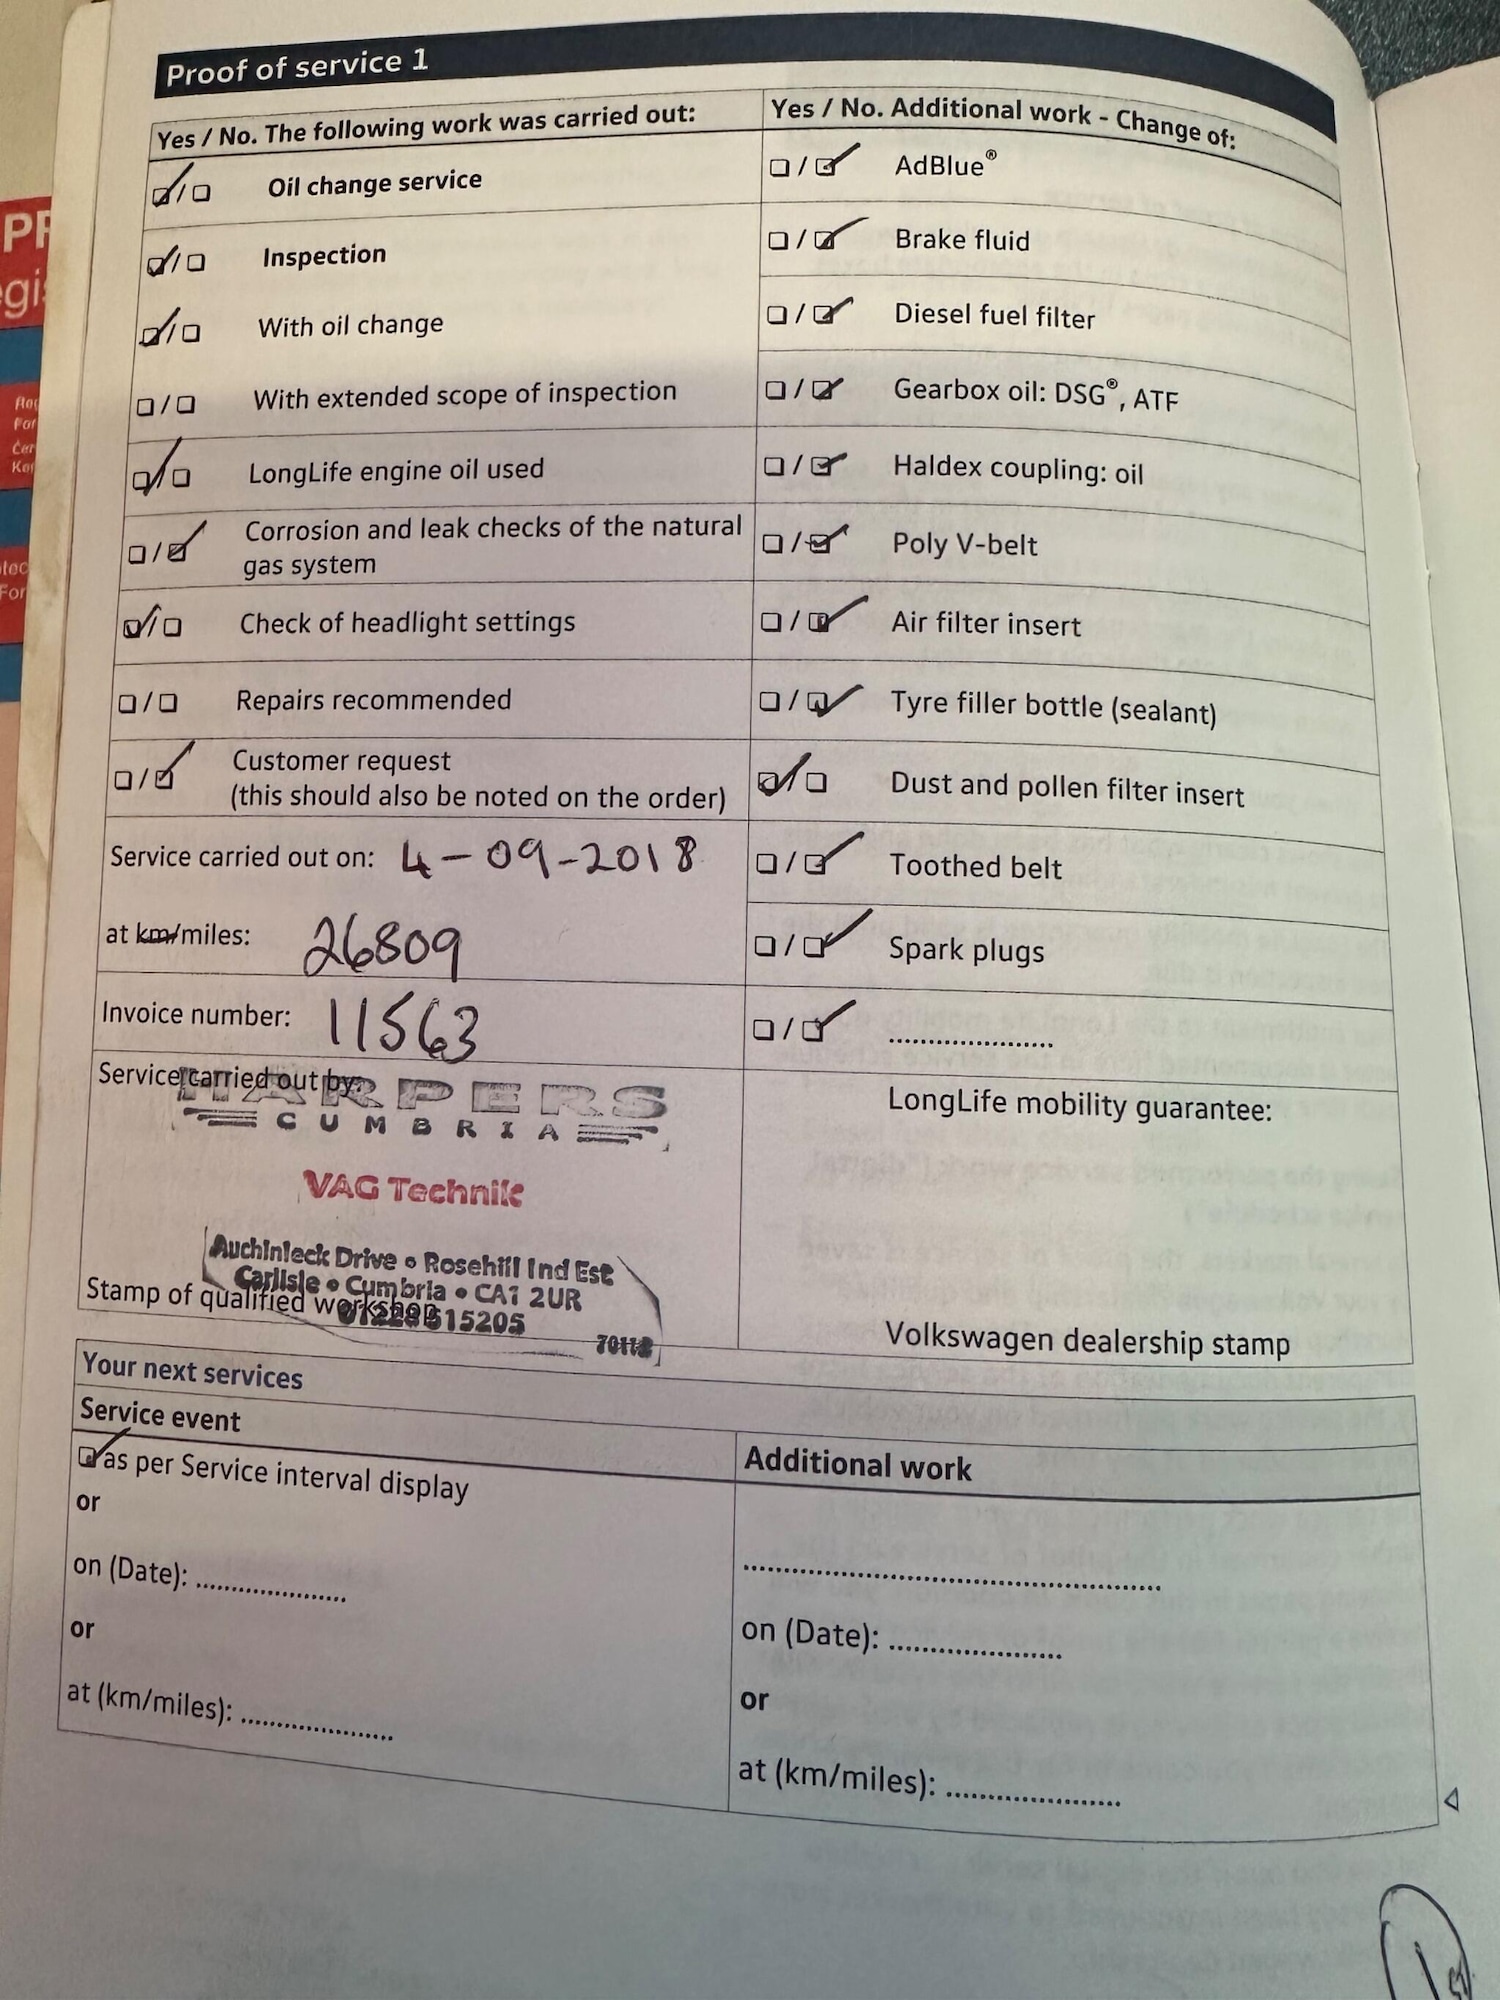 Proof of service 1
Yes / No. The following work was carried out:
☑/☐ Oil change service
☑/☐ Inspection
☑/☐ With oil change
☐/☐ With extended scope of inspection
☑/☐ LongLife engine oil used
☐/☑ Corrosion and leak checks of the natural
gas system
☑/☐ Check of headlight settings
☐/☐ Repairs recommended
☐/☑ Customer request
(this should also be noted on the order)
Service carried out on: 4-09-2018
at km/miles: 26809
Invoice number: 11563
Service carried out by:
HARPERS
CUMBRIA
VAG Technik
Auchinleck Drive • Rosehill Ind Est
Carlisle • Cumbria • CA1 2UR
01228 515205
Stamp of qualified workshop
Yes / No. Additional work - Change of:
☐/☑ AdBlue®
☐/☑ Brake fluid
☐/☑ Diesel fuel filter
☐/☑ Gearbox oil: DSG®, ATF
☐/☑ Haldex coupling: oil
☐/☑ Poly V-belt
☐/☑ Air filter insert
☐/☑ Tyre filler bottle (sealant)
☑/☐ Dust and pollen filter insert
☐/☑ Toothed belt
☐/☑ Spark plugs
☐/☑ ....................
LongLife mobility guarantee:
Volkswagen dealership stamp
Your next services
Service event
☑ as per Service interval display
or
on (Date): ....................
or
at (km/miles): ....................
Additional work
..................................................
on (Date): ....................
or
at (km/miles): ....................